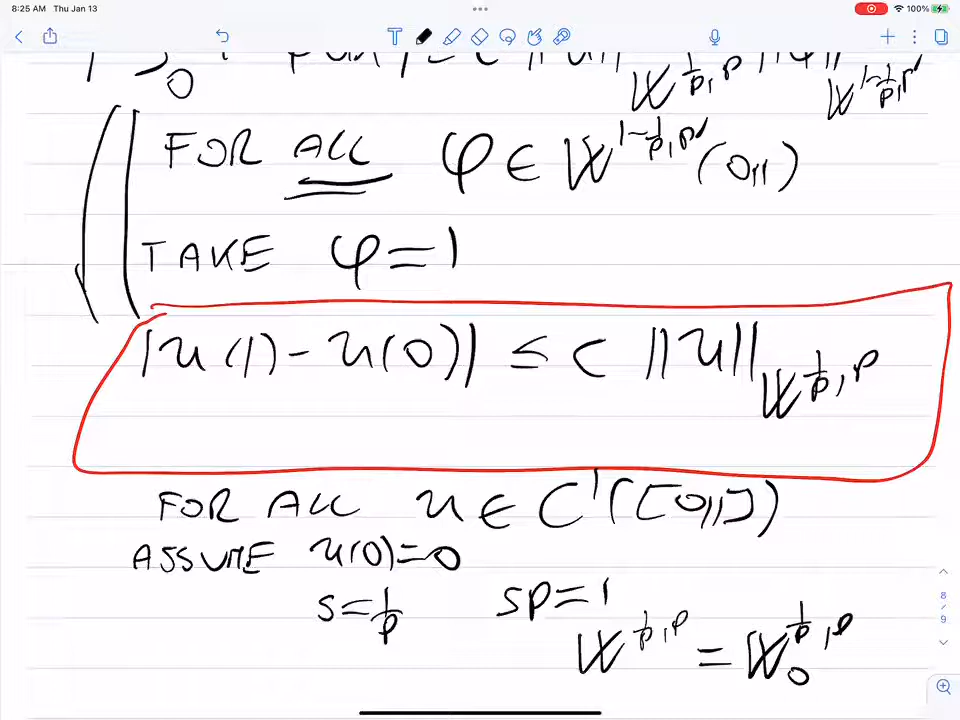 8:25 AM Thu Jan 13
100%
FOR ALL φ ∈ W^{1-1/p, p'} (0,1)
TAKE φ = 1
|u(1) - u(0)| ≤ C ||u||_{W^{1/p, p}}
FOR ALL u ∈ C^1([0,1])
ASSUME u(0) = 0
s = 1/p sp = 1
W^{1/p, p} = W_0^{1/p, p}
8
/
9